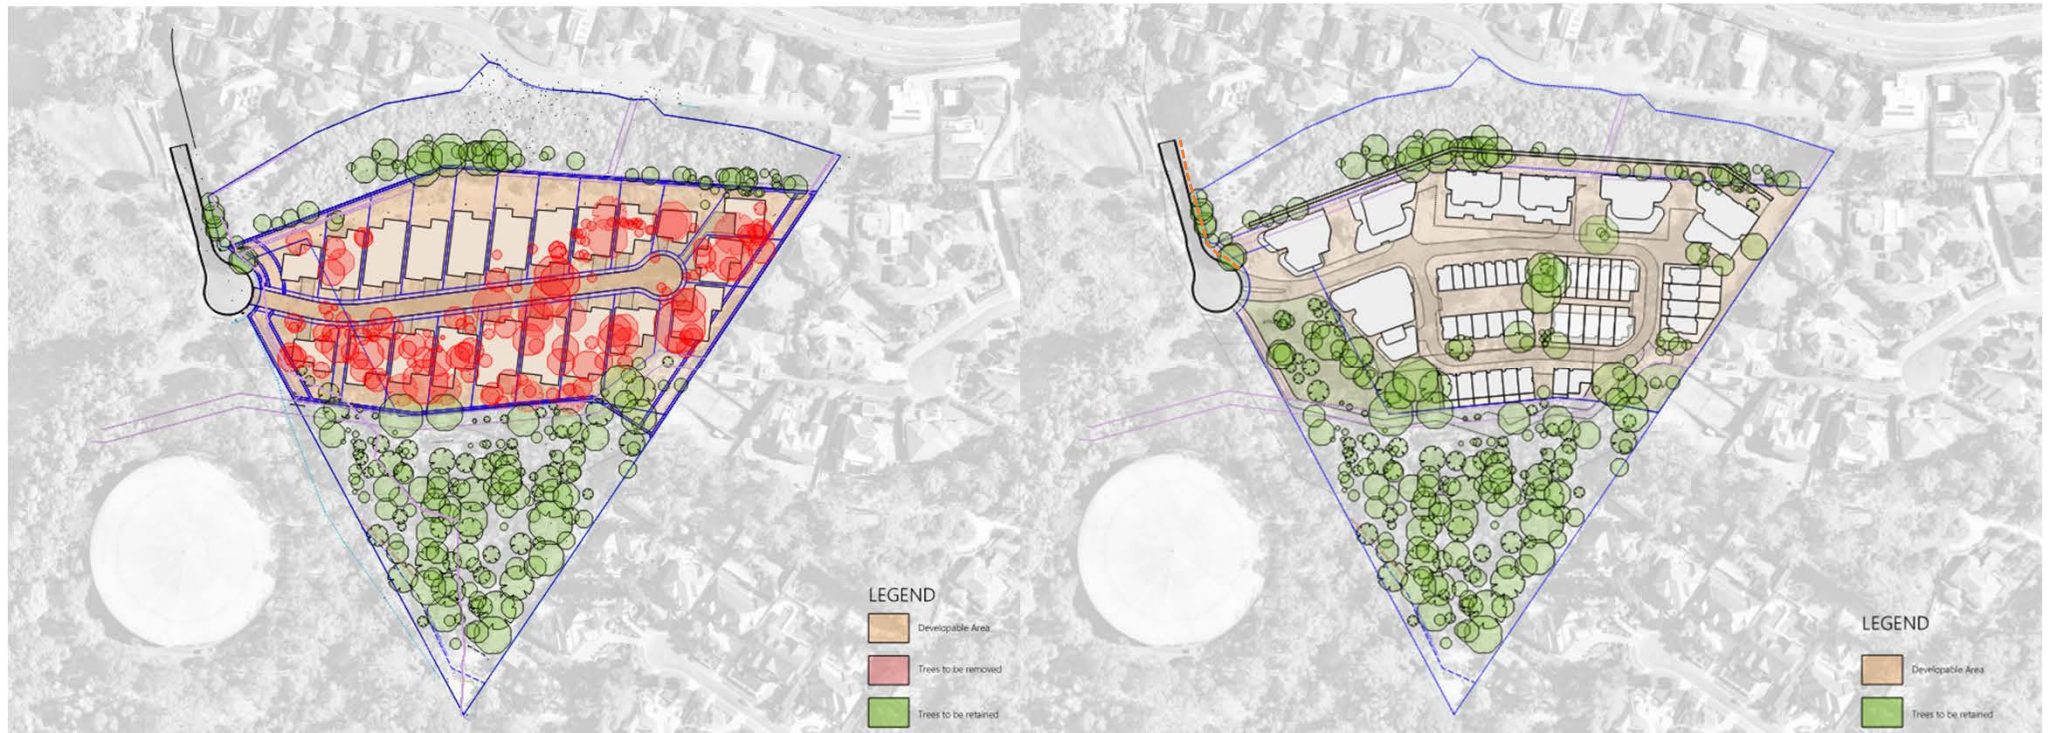 LEGEND
Developable Area
Trees to be removed
Trees to be retained
LEGEND
Developable Area
Trees to be retained